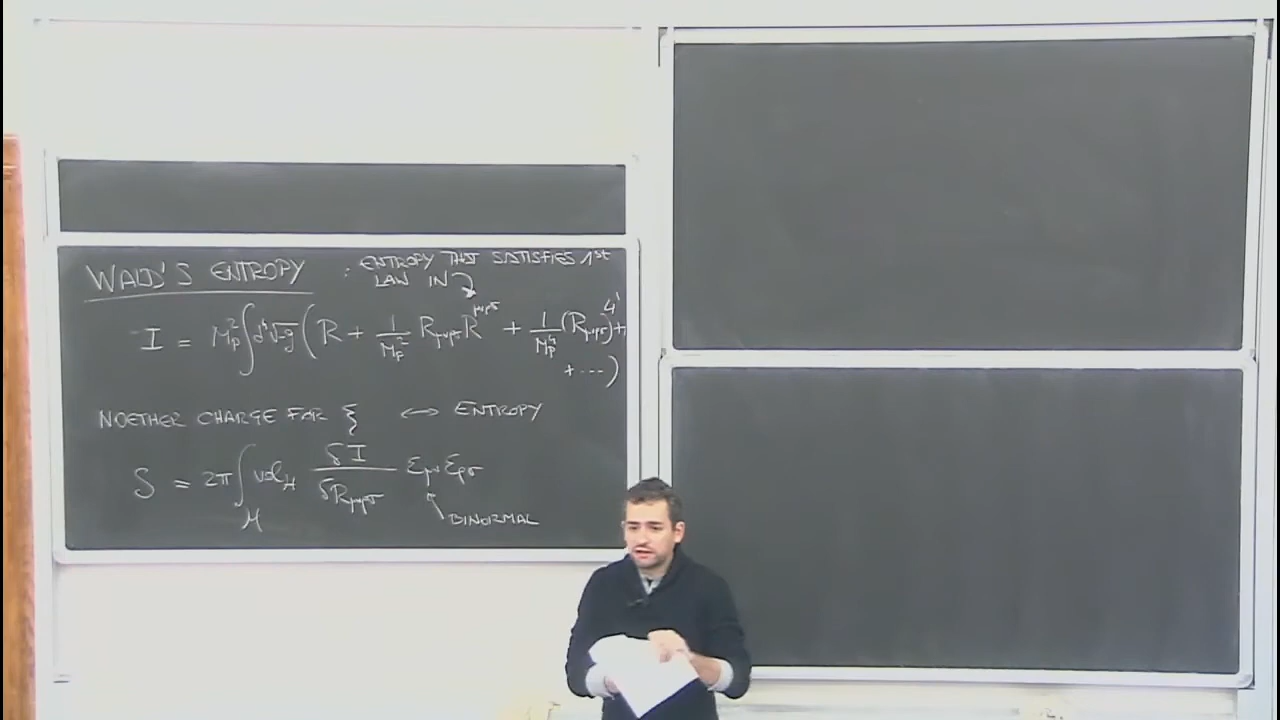 WALD'S ENTROPY : ENTROPY THAT SATISFIES 1st
LAW IN
I = M_p^2 ∫ d^4 √-g ( R + 1/M_p^2 R_μνρσ R^μνρσ + 1/M_p^4 (R_μνρσ)^4 +
+ ... )
NOETHER CHARGE FOR ξ ↔ ENTROPY
S = 2π ∫_H vol_H δI/δR_μνρσ ε_μν ε_ρσ
BINORMAL